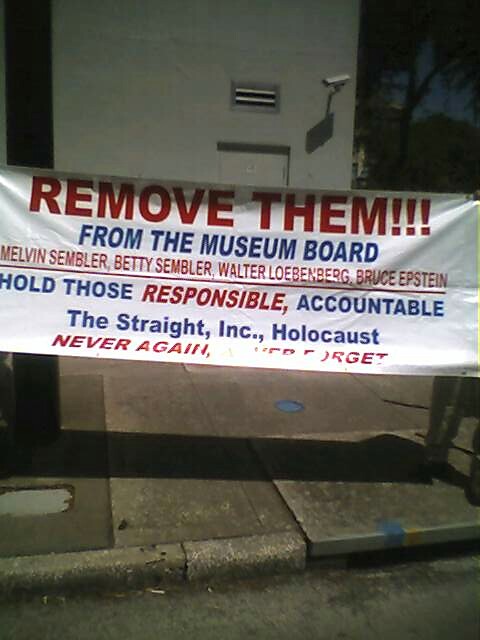 REMOVE THEM!!!
FROM THE MUSEUM BOARD
MELVIN SEMBLER, BETTY SEMBLER, WALTER LOEBENBERG, BRUCE EPSTEIN
HOLD THOSE RESPONSIBLE, ACCOUNTABLE
The Straight, Inc., Holocaust
NEVER AGAIN,